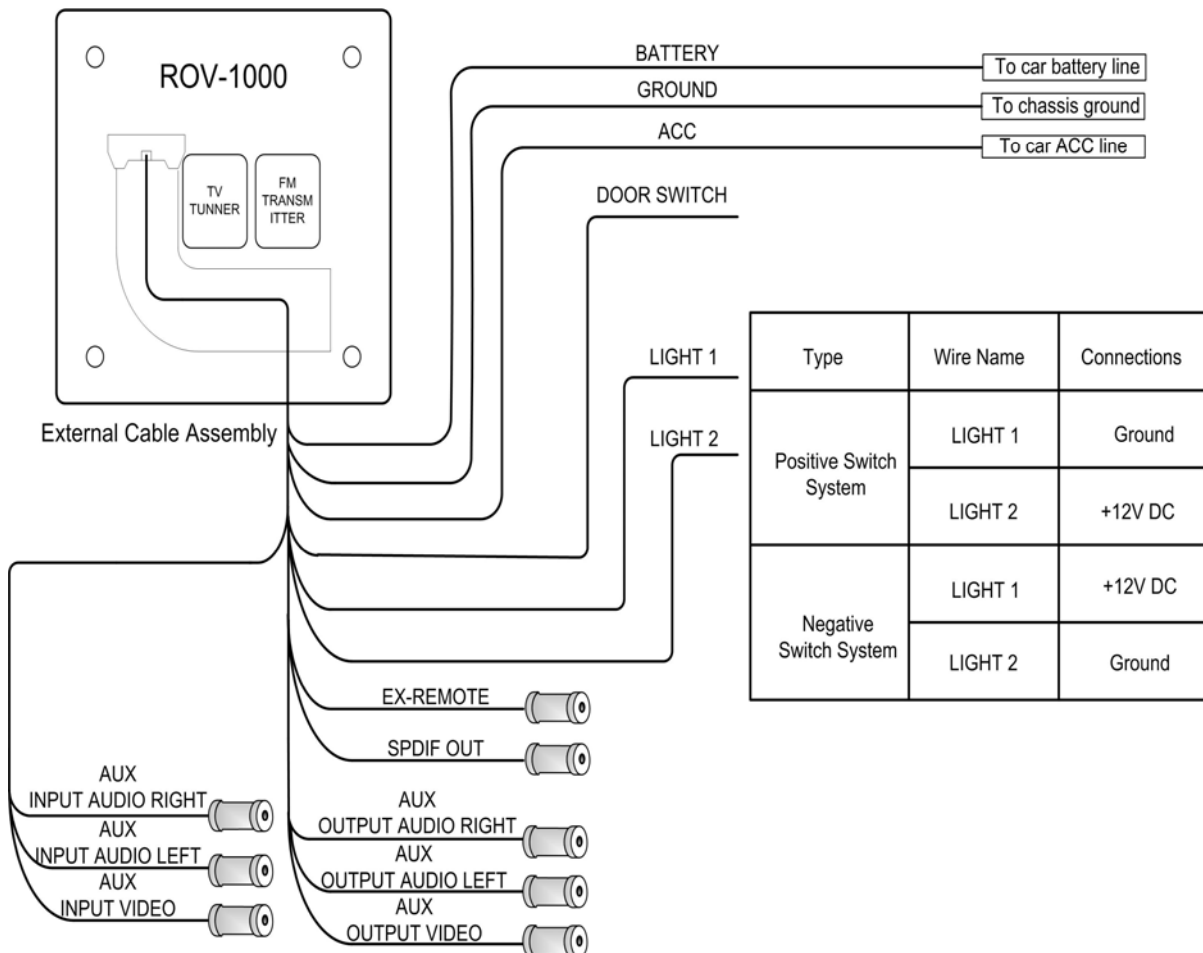 ROV-1000
TV
TUNNER
FM
TRANSM
ITTER
External Cable Assembly
BATTERY
To car battery line
GROUND
To chassis ground
ACC
To car ACC line
DOOR SWITCH
LIGHT 1
LIGHT 2
Type Wire Name Connections
Positive Switch
System
LIGHT 1 Ground
LIGHT 2 +12V DC
Negative
Switch System
LIGHT 1 +12V DC
LIGHT 2 Ground
EX-REMOTE
SPDIF OUT
AUX
INPUT AUDIO RIGHT
AUX
INPUT AUDIO LEFT
AUX
INPUT VIDEO
AUX
OUTPUT AUDIO RIGHT
AUX
OUTPUT AUDIO LEFT
AUX
OUTPUT VIDEO